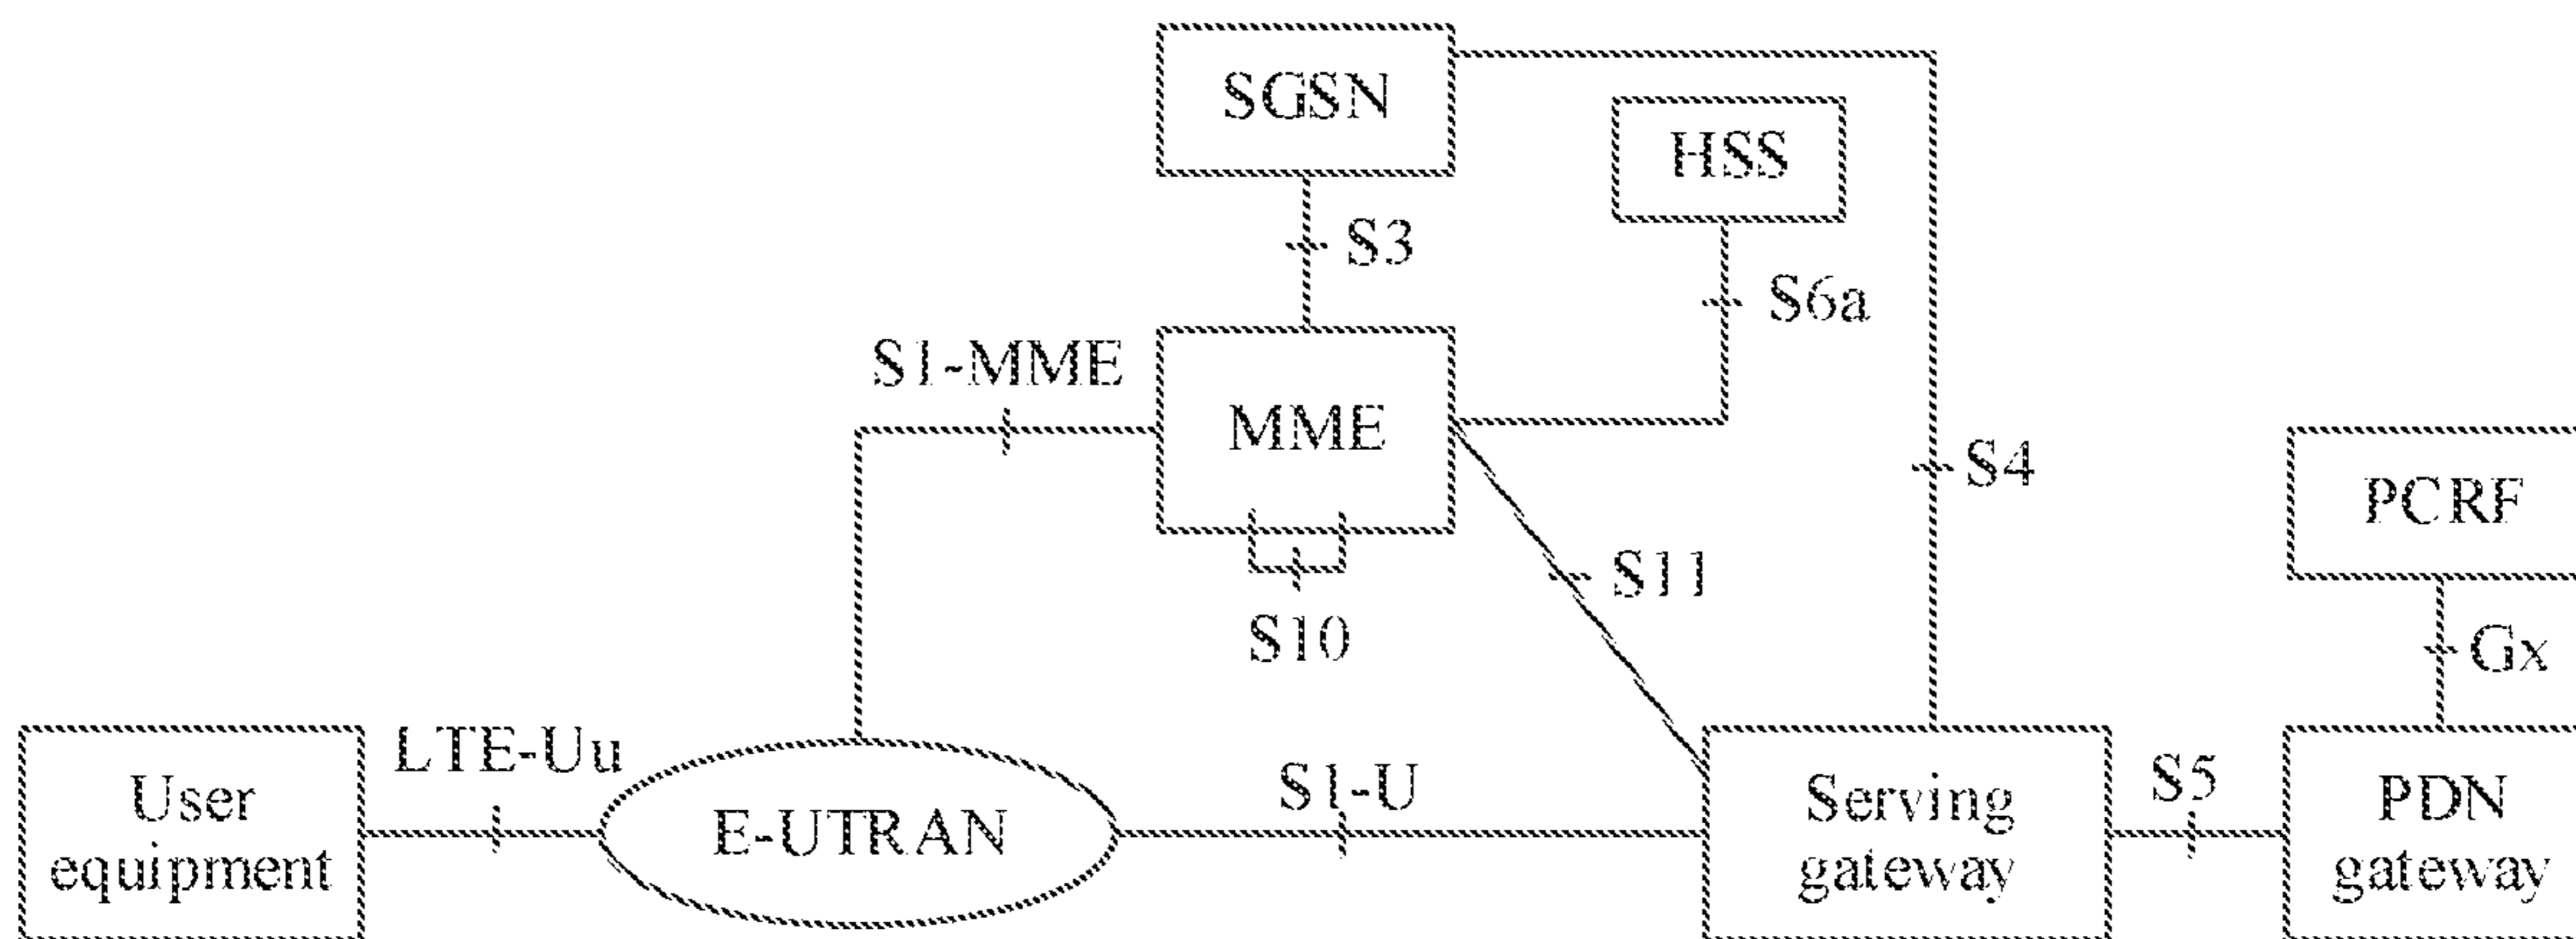 SGSN
HSS
S3
S6a
S1-MME
MME
S4
PCRF
S11
S10
Gx
LTE-Uu
S1-U
S5
User
equipment
E-UTRAN
Serving
gateway
PDN
gateway